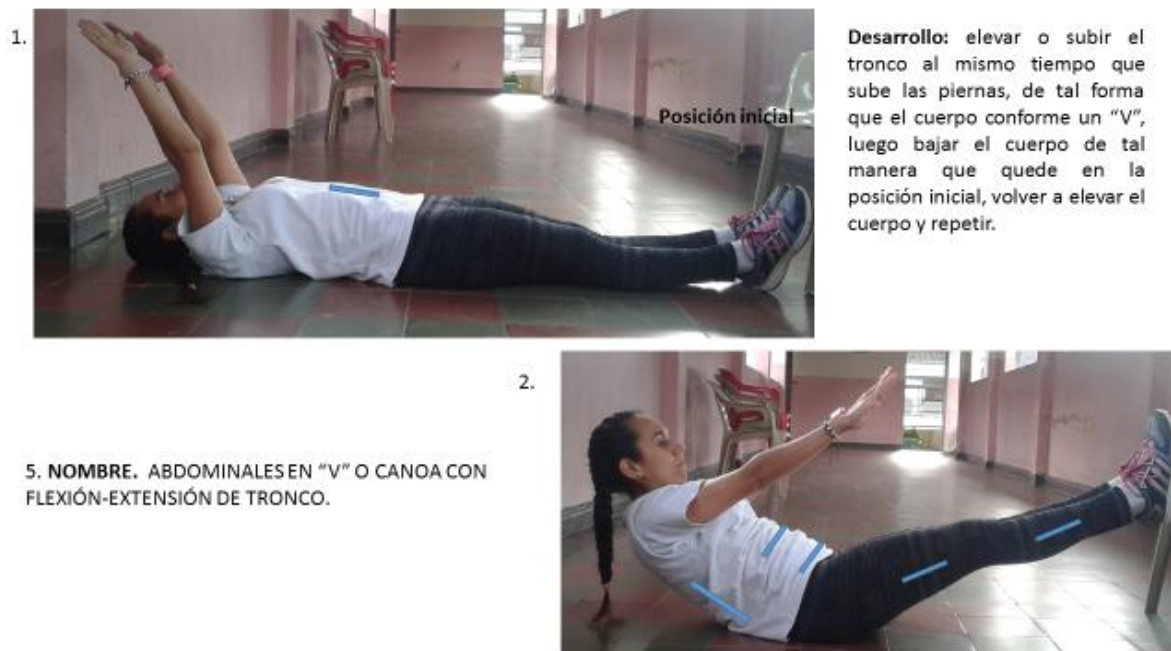 1.
Posición inicial
Desarrollo: elevar o subir el
tronco al mismo tiempo que
sube las piernas, de tal forma
que el cuerpo conforme un “V”,
luego bajar el cuerpo de tal
manera que quede en la
posición inicial, volver a elevar el
cuerpo y repetir.
2.
5. NOMBRE. ABDOMINALES EN “V” O CANOA CON
FLEXIÓN-EXTENSIÓN DE TRONCO.